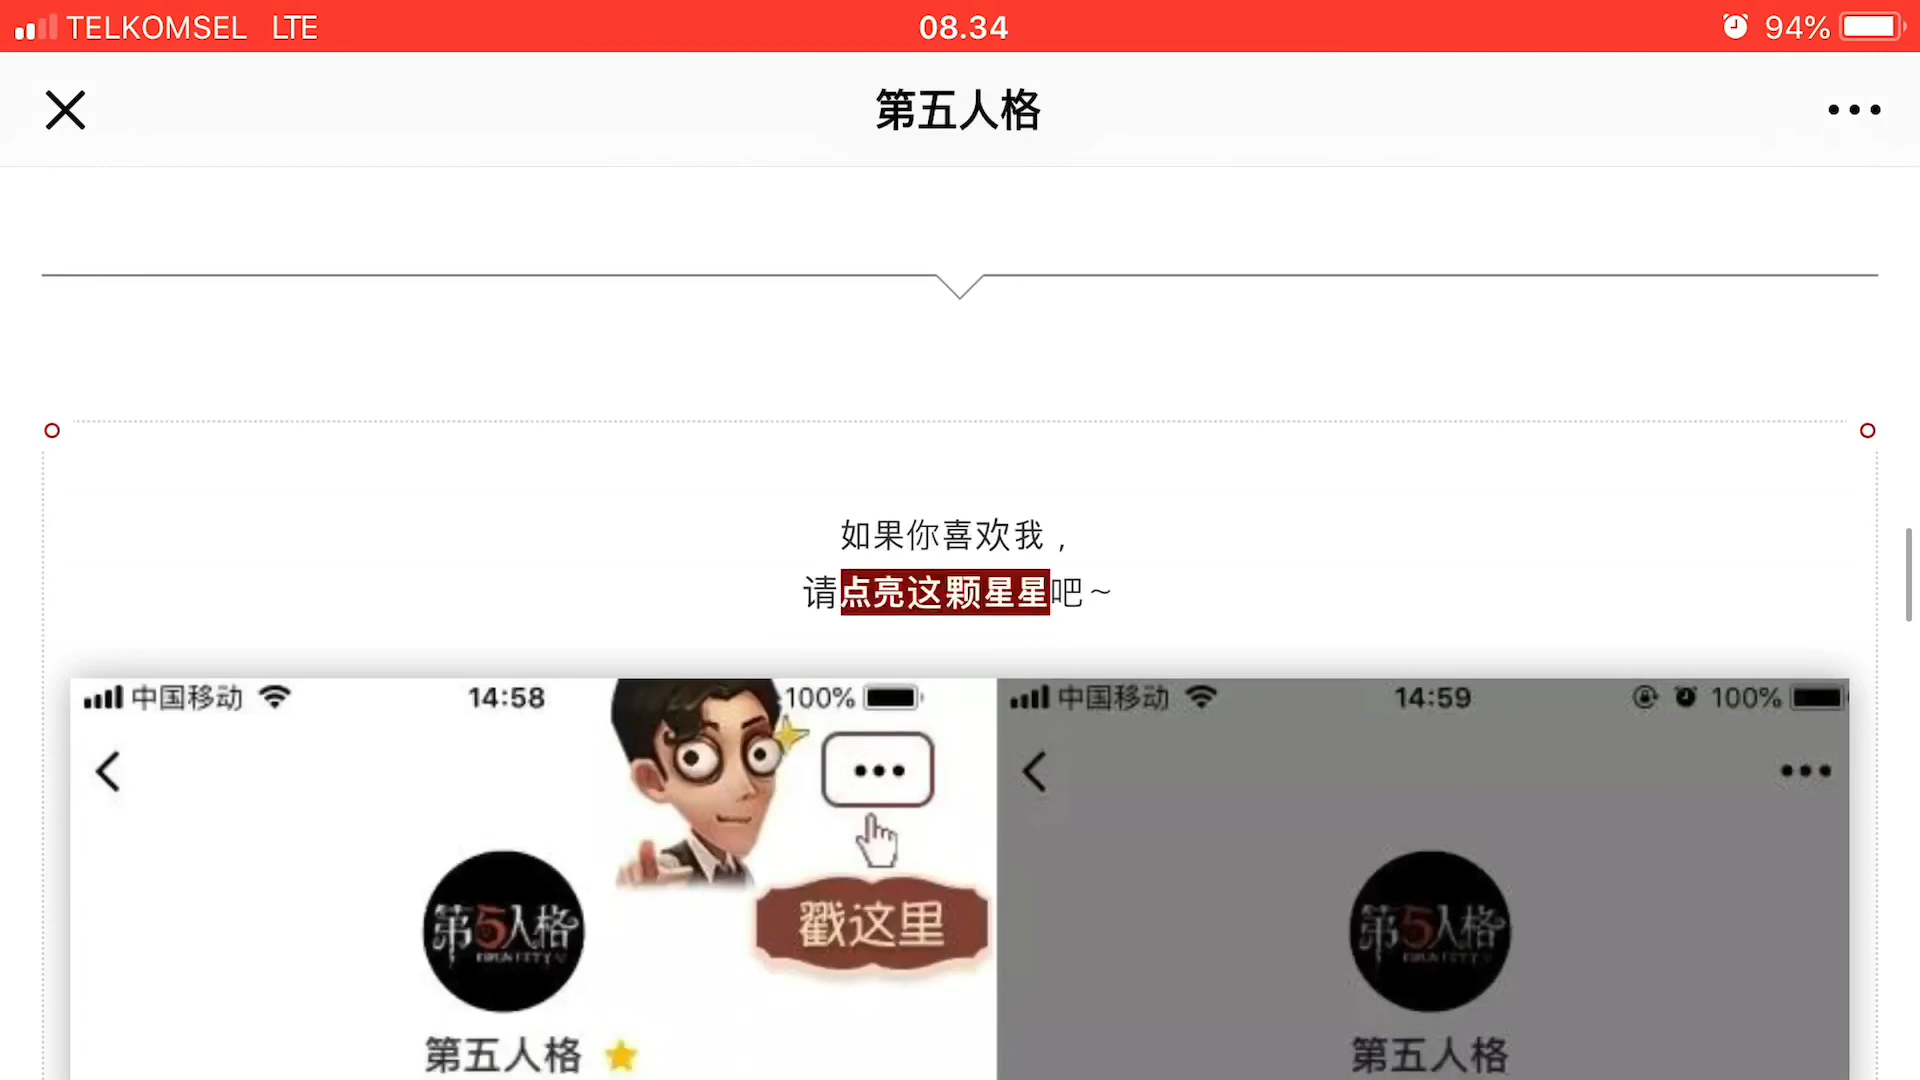 TELKOMSEL LTE 08.34 94%
第五人格
如果你喜欢我，
请点亮这颗星星吧～
中国移动 14:58 100%
戳这里
第5人格
IDENTITY V
第五人格
中国移动 14:59 100%
第5人格
IDENTITY V
第五人格